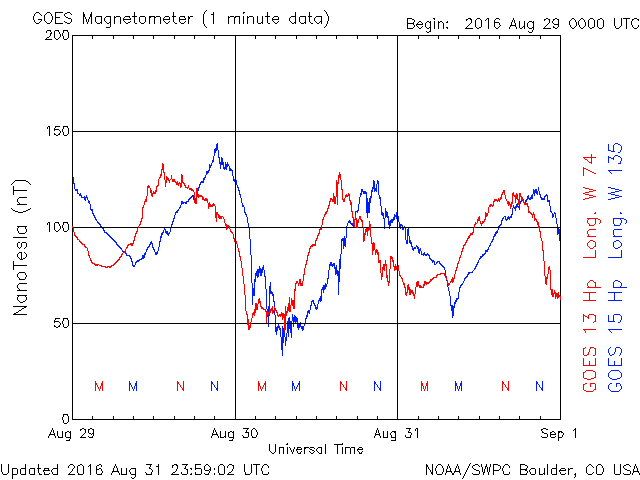 GOES Magnetometer (1 minute data)
Begin: 2016 Aug 29 0000 UTC
200
150
100
50
0
NanoTesla (nT)
M M N N M M N N M M N N
Aug 29 Aug 30 Aug 31 Sep 1
Universal Time
GOES 13 Hp Long. W 74
GOES 15 Hp Long. W 135
Updated 2016 Aug 31 23:59:02 UTC
NOAA/SWPC Boulder, CO USA